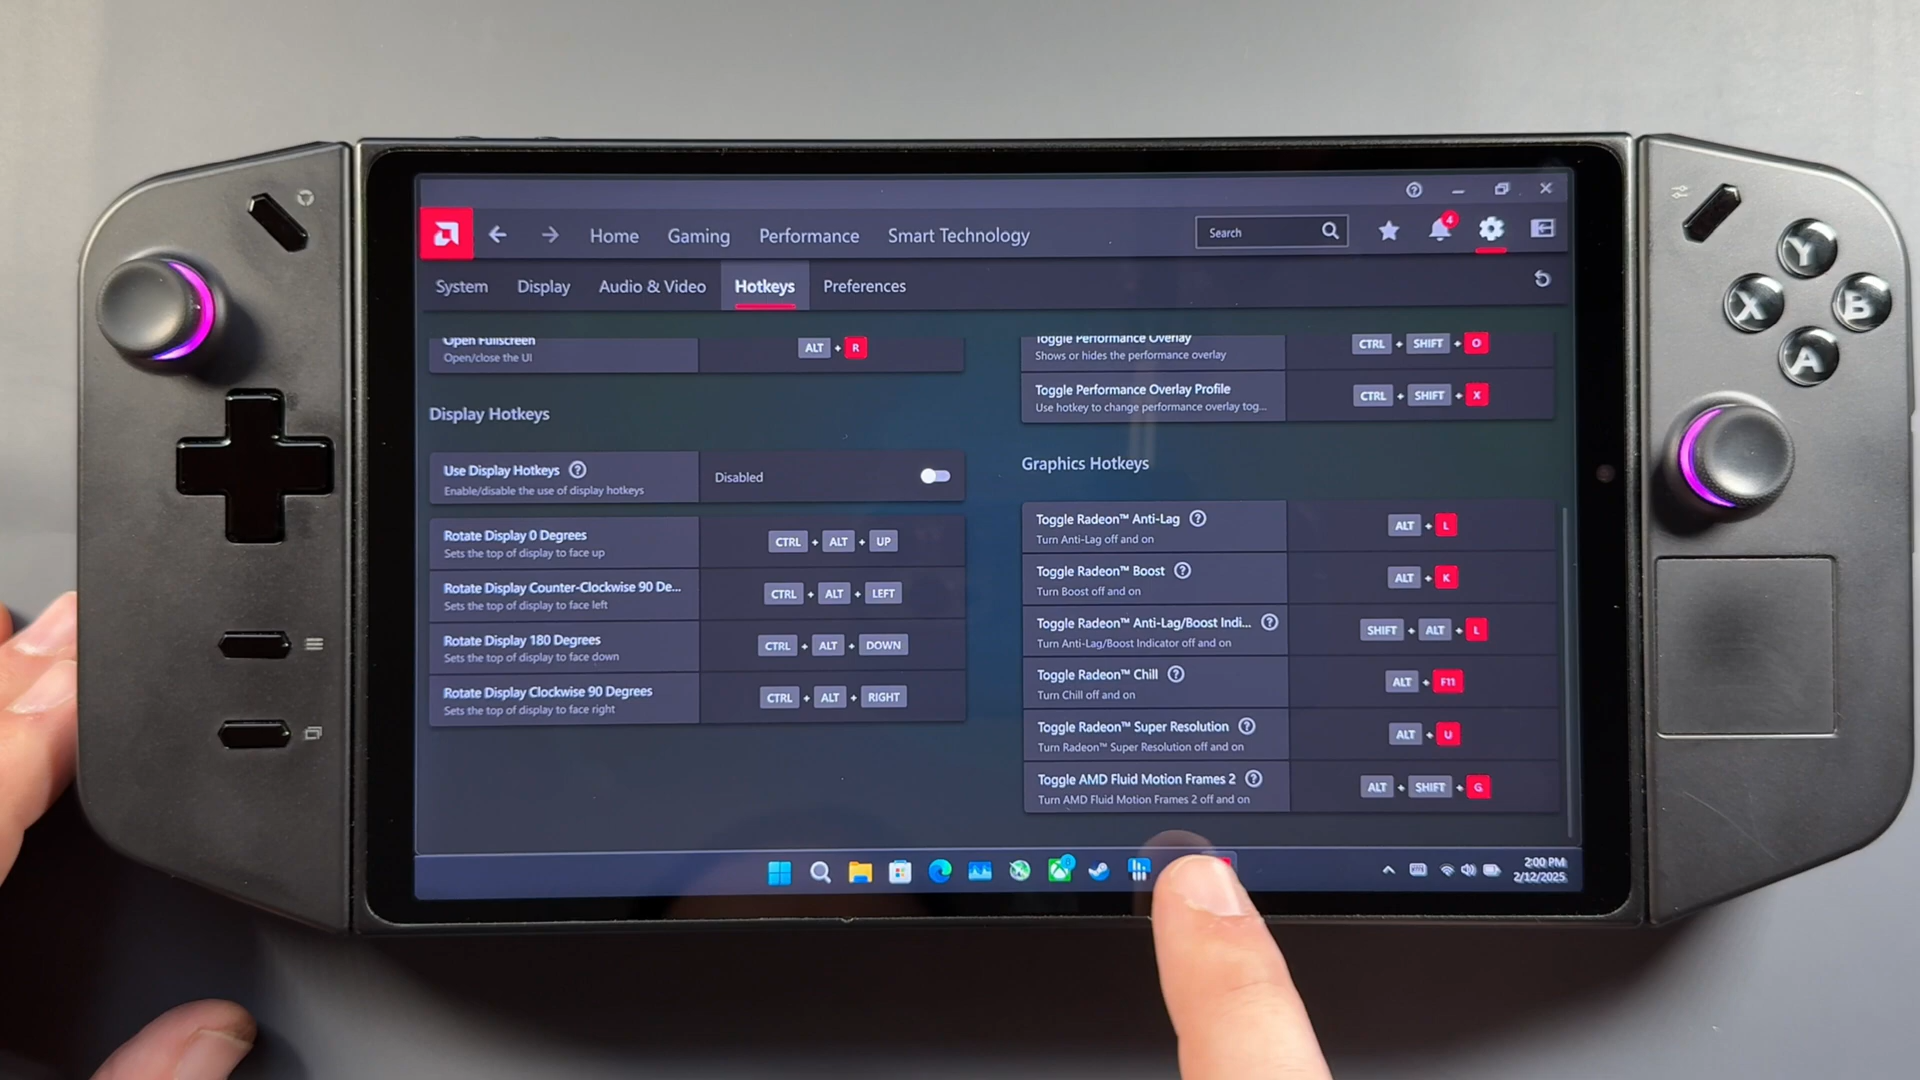 Home
Gaming
Performance
Smart Technology
Search
4
System
Display
Audio & Video
Hotkeys
Preferences
Open Fullscreen
Open/close the UI
ALT + R
Display Hotkeys
Use Display Hotkeys ?
Enable/disable the use of display hotkeys
Disabled
Rotate Display 0 Degrees
Sets the top of display to face up
CTRL + ALT + UP
Rotate Display Counter-Clockwise 90 De...
Sets the top of display to face left
CTRL + ALT + LEFT
Rotate Display 180 Degrees
Sets the top of display to face down
CTRL + ALT + DOWN
Rotate Display Clockwise 90 Degrees
Sets the top of display to face right
CTRL + ALT + RIGHT
Toggle Performance Overlay
Shows or hides the performance overlay
CTRL + SHIFT + O
Toggle Performance Overlay Profile
Use hotkey to change performance overlay tog...
CTRL + SHIFT + X
Graphics Hotkeys
Toggle Radeon™ Anti-Lag ?
Turn Anti-Lag off and on
ALT + L
Toggle Radeon™ Boost ?
Turn Boost off and on
ALT + K
Toggle Radeon™ Anti-Lag/Boost Indi... ?
Turn Anti-Lag/Boost Indicator off and on
SHIFT + ALT + L
Toggle Radeon™ Chill ?
Turn Chill off and on
ALT + F11
Toggle Radeon™ Super Resolution ?
Turn Radeon™ Super Resolution off and on
ALT + U
Toggle AMD Fluid Motion Frames 2 ?
Turn AMD Fluid Motion Frames 2 off and on
ALT + SHIFT + G
2:00 PM
2/12/2025
Y
X
B
A